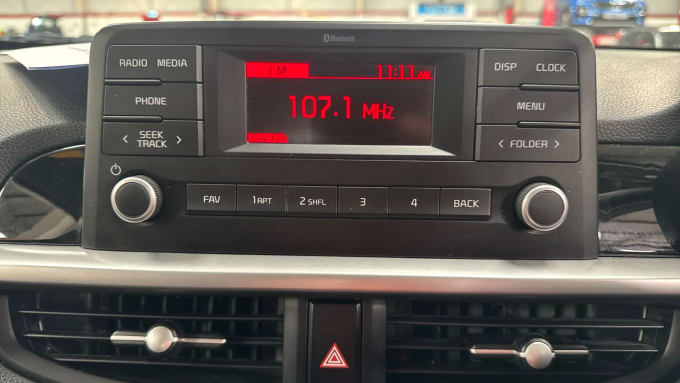 Bluetooth
RADIO MEDIA
PHONE
< SEEK TRACK >
FM 11:11 AM
107.1 MHz
DISP CLOCK
MENU
< FOLDER >
FAV 1 RPT 2 SHFL 3 4 BACK